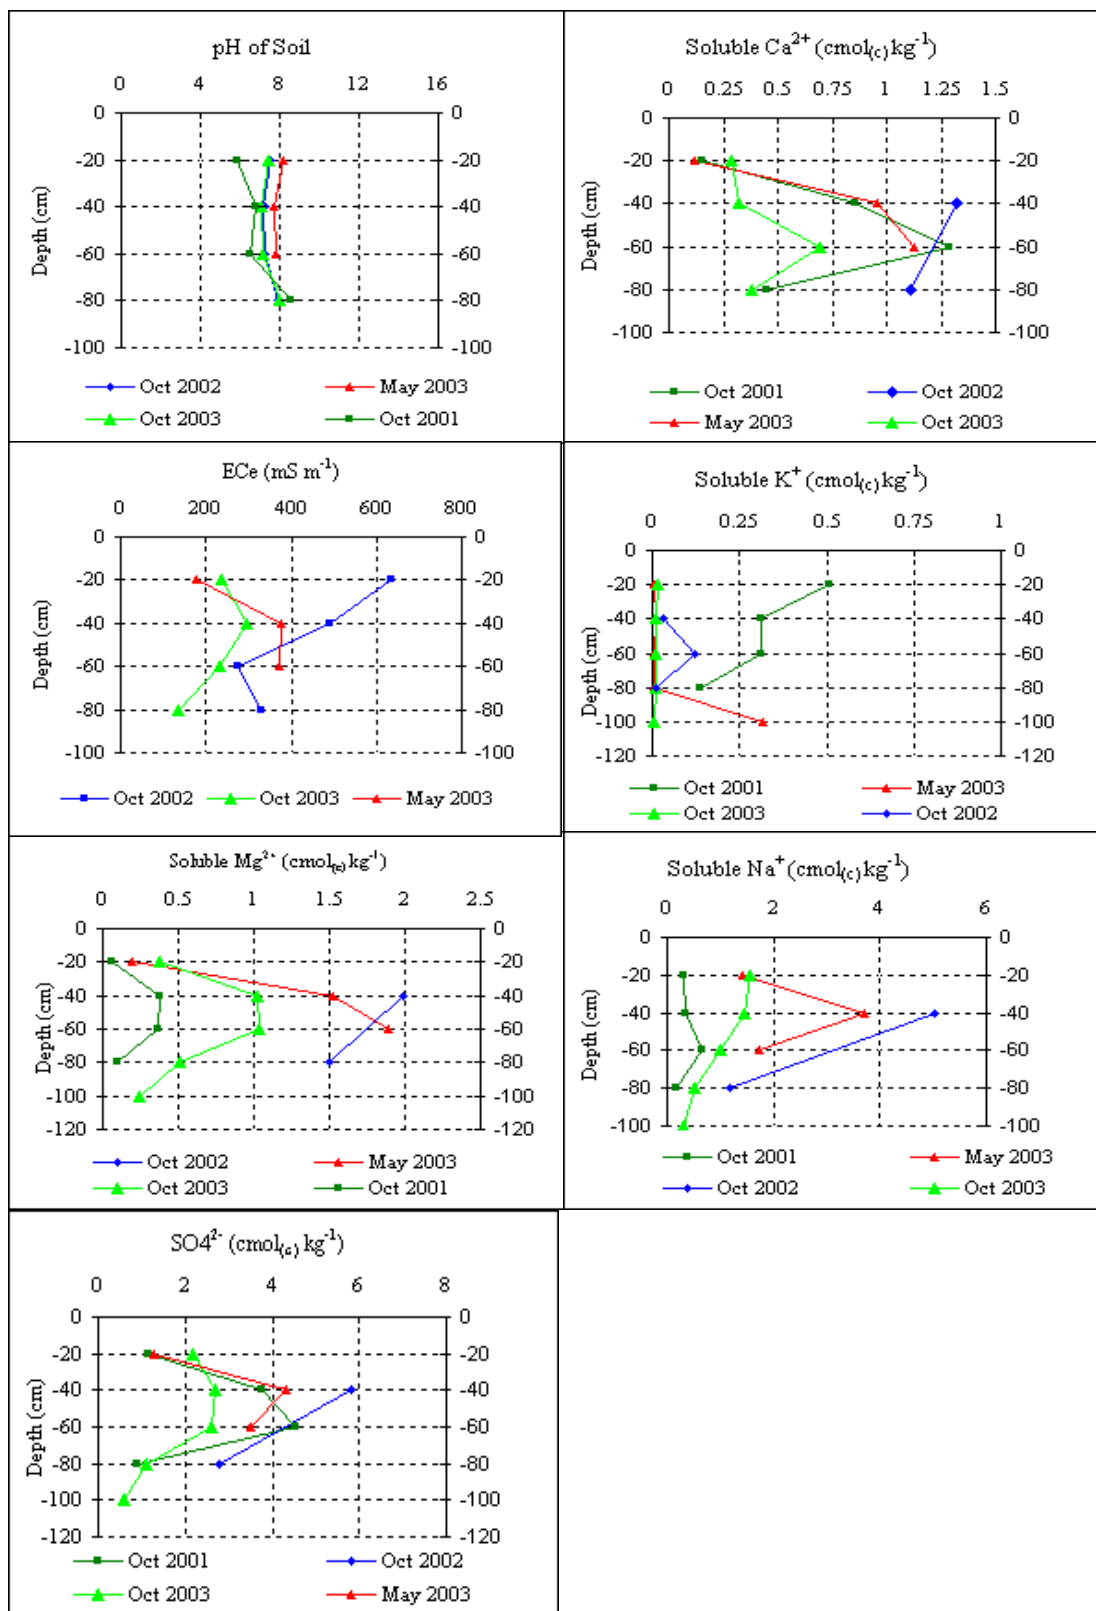 pH of Soil
0 4 8 12 16
0 0
-20 -20
-40 -40
-60 -60
-80 -80
-100 -100
Depth (cm)
Oct 2002 May 2003
Oct 2003 Oct 2001
Soluble Ca2+ (cmol(c) kg-1)
0 0.25 0.5 0.75 1 1.25 1.5
0 0
-20 -20
-40 -40
-60 -60
-80 -80
-100 -100
Depth (cm)
Oct 2001 Oct 2002
May 2003 Oct 2003
ECe (mS m-1)
0 200 400 600 800
0 0
-20 -20
-40 -40
-60 -60
-80 -80
-100 -100
Depth (cm)
Oct 2002 Oct 2003 May 2003
Soluble K+ (cmol(c) kg-1)
0 0.25 0.5 0.75 1
0 0
-20 -20
-40 -40
-60 -60
-80 -80
-100 -100
-120 -120
Depth (cm)
Oct 2001 May 2003
Oct 2003 Oct 2002
Soluble Mg2+ (cmol(c) kg-1)
0 0.5 1 1.5 2 2.5
0 0
-20 -20
-40 -40
-60 -60
-80 -80
-100 -100
-120 -120
Depth (cm)
Oct 2002 May 2003
Oct 2003 Oct 2001
Soluble Na+ (cmol(c) kg-1)
0 2 4 6
0 0
-20 -20
-40 -40
-60 -60
-80 -80
-100 -100
Depth (cm)
Oct 2001 May 2003
Oct 2002 Oct 2003
SO42- (cmol(c) kg-1)
0 2 4 6 8
0 0
-20 -20
-40 -40
-60 -60
-80 -80
-100 -100
-120 -120
Depth (cm)
Oct 2001 Oct 2002
Oct 2003 May 2003